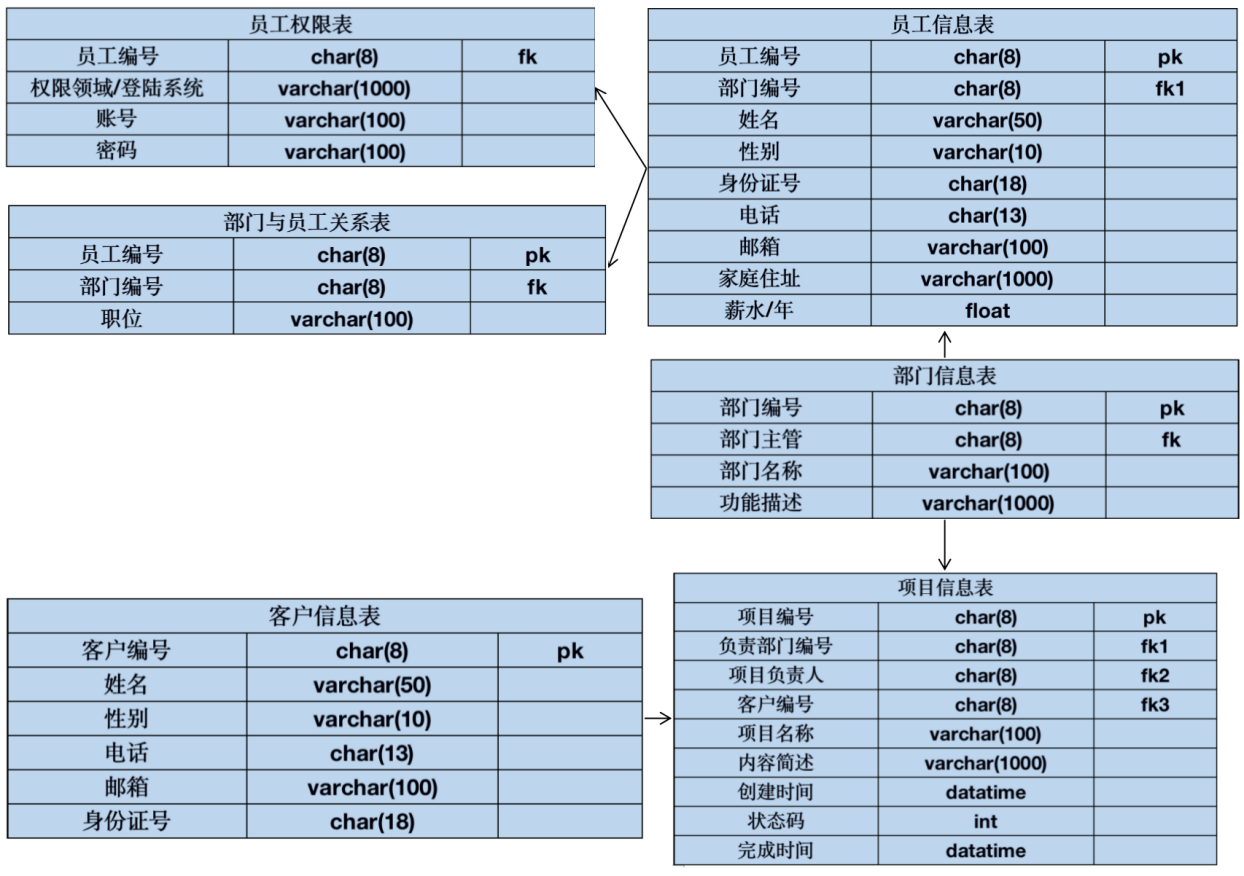 员工权限表
员工编号 char(8) fk
权限领域/登陆系统 varchar(1000)
账号 varchar(100)
密码 varchar(100)
部门与员工关系表
员工编号 char(8) pk
部门编号 char(8) fk
职位 varchar(100)
员工信息表
员工编号 char(8) pk
部门编号 char(8) fk1
姓名 varchar(50)
性别 varchar(10)
身份证号 char(18)
电话 char(13)
邮箱 varchar(100)
家庭住址 varchar(1000)
薪水/年 float
部门信息表
部门编号 char(8) pk
部门主管 char(8) fk
部门名称 varchar(100)
功能描述 varchar(1000)
客户信息表
客户编号 char(8) pk
姓名 varchar(50)
性别 varchar(10)
电话 char(13)
邮箱 varchar(100)
身份证号 char(18)
项目信息表
项目编号 char(8) pk
负责部门编号 char(8) fk1
项目负责人 char(8) fk2
客户编号 char(8) fk3
项目名称 varchar(100)
内容简述 varchar(1000)
创建时间 datatime
状态码 int
完成时间 datatime